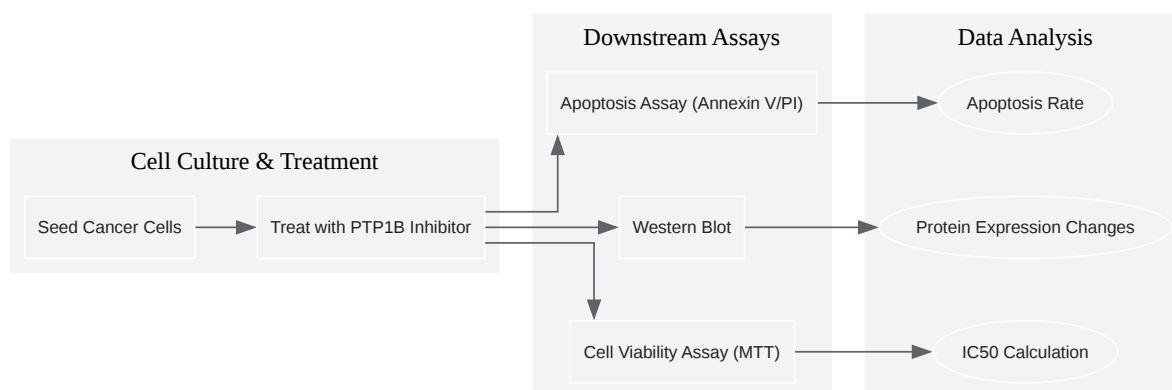 Cell Culture & Treatment
Seed Cancer Cells
Treat with PTP1B Inhibitor
Downstream Assays
Apoptosis Assay (Annexin V/PI)
Western Blot
Cell Viability Assay (MTT)
Data Analysis
Apoptosis Rate
Protein Expression Changes
IC50 Calculation